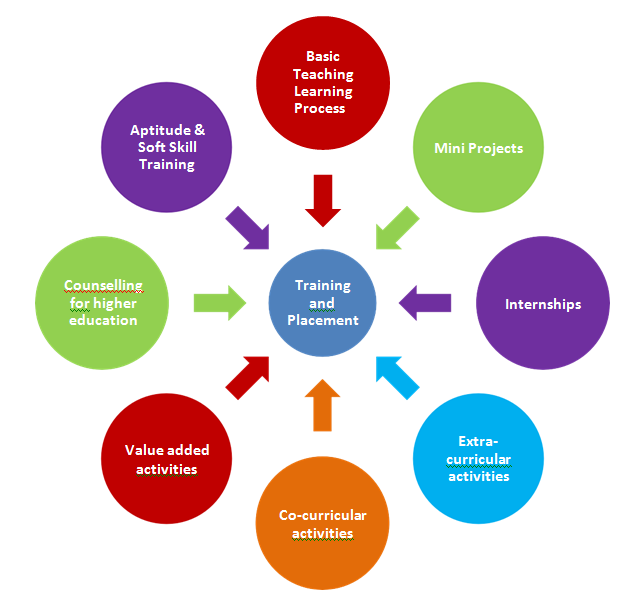 Basic
Teaching
Learning
Process
Aptitude &
Soft Skill
Training
Mini Projects
Counselling
for higher
education
Training
and
Placement
Internships
Value added
activities
Extra-
curricular
activities
Co-curricular
activities